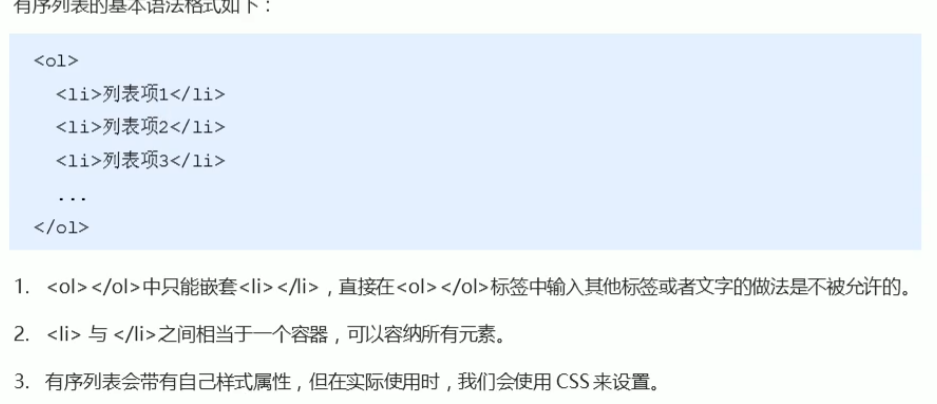 有序列表的基本语法格式如下：
<ol>
<li>列表项1</li>
<li>列表项2</li>
<li>列表项3</li>
...
</ol>
1. <ol></ol>中只能嵌套<li></li>，直接在<ol></ol>标签中输入其他标签或者文字的做法是不被允许的。
2. <li> 与 </li>之间相当于一个容器，可以容纳所有元素。
3. 有序列表会带有自己样式属性，但在实际使用时，我们会使用 CSS 来设置。